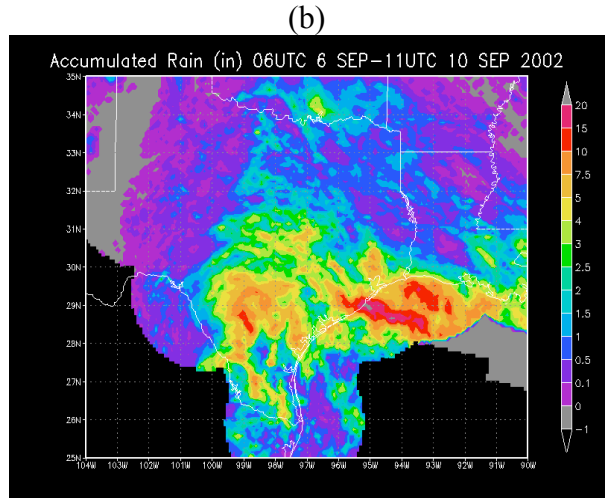 (b)
Accumulated Rain (in) 06UTC 6 SEP-11UTC 10 SEP 2002
35N
34N
33N
32N
31N
30N
29N
28N
27N
26N
25N
104W 103W 102W 101W 100W 99W 98W 97W 96W 95W 94W 93W 92W 91W 90W
20
15
10
7.5
5
4
3
2.5
2
1.5
1
0.5
0.1
0
-1